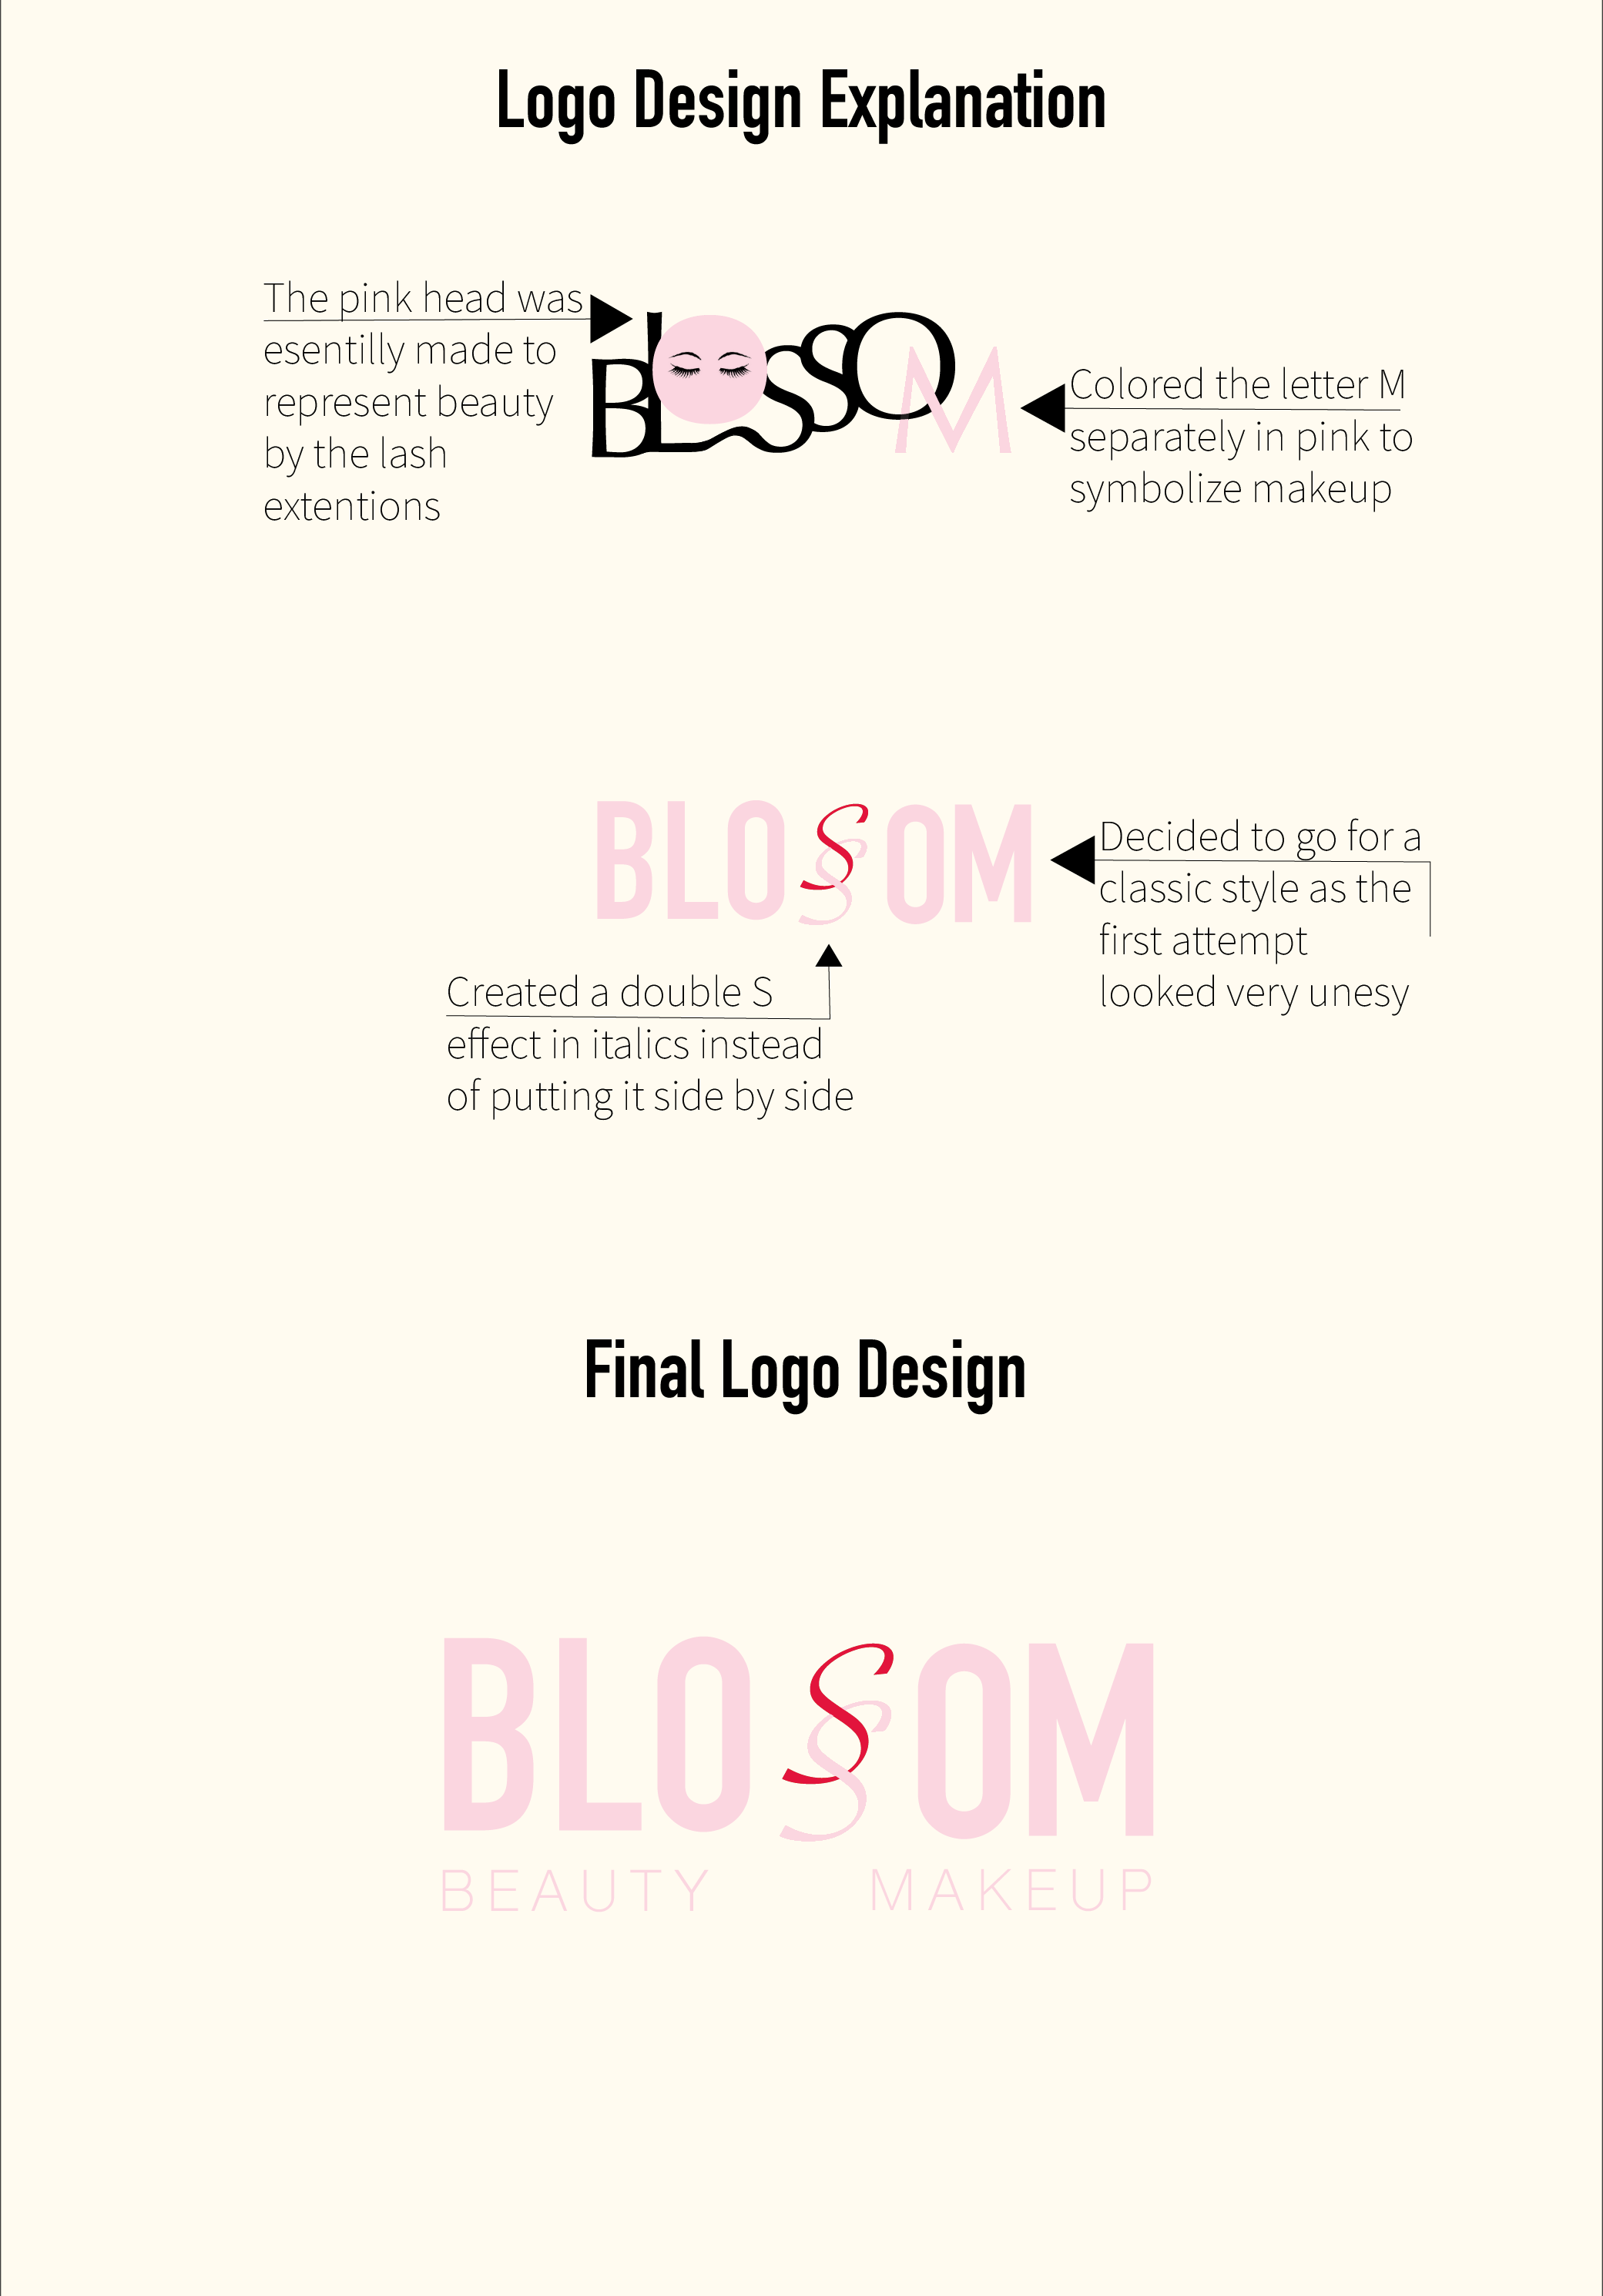 Logo Design Explanation
The pink head was
esentilly made to
represent beauty
by the lash
extentions
BLOSSOM
Colored the letter M
separately in pink to
symbolize makeup
BLOSSOM
Decided to go for a
classic style as the
first attempt
looked very unesy
Created a double S
effect in italics instead
of putting it side by side
Final Logo Design
BLOSSOM
BEAUTY MAKEUP